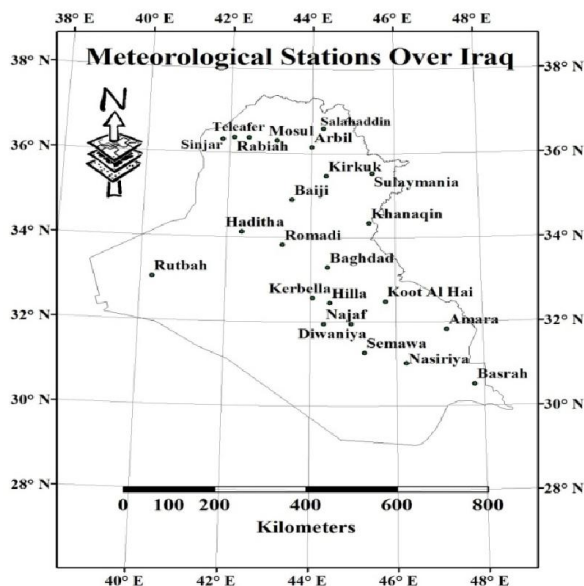 38° E 40° E 42° E 44° E 46° E 48° E
Meteorological Stations Over Iraq
38° N 38° N
N
Salahaddin
Teleafer Mosul Arbil
36° N Sinjar Rabiah 36° N
Kirkuk
Sulaymania
Baiji
Khanaqin
Haditha
34° N Romadi 34° N
Baghdad
Rutbah
Kerbella Hilla Koot Al Hai
32° N Najaf Amara 32° N
Diwaniya
Semawa
Nasiriya
Basrah
30° N 30° N
28° N 28° N
0 100 200 400 600 800
Kilometers
40° E 42° E 44° E 46° E 48° E